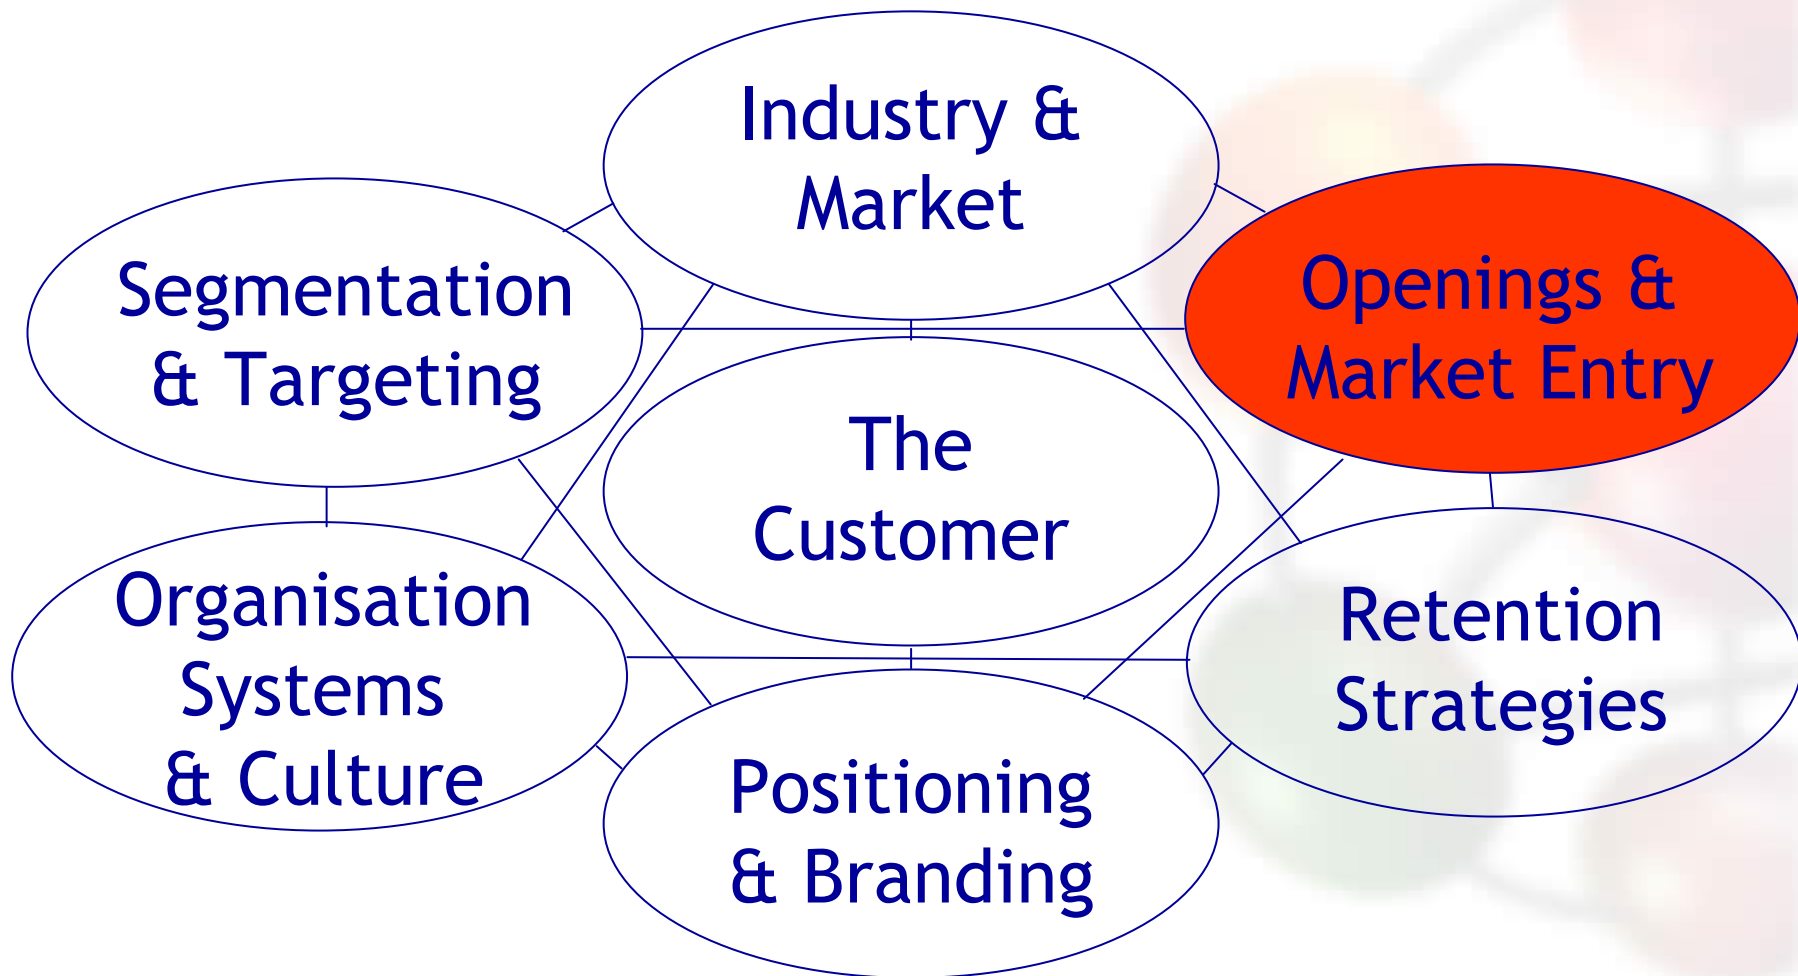 Industry &
Market
Segmentation
& Targeting
Openings &
Market Entry
The
Customer
Organisation
Systems
& Culture
Retention
Strategies
Positioning
& Branding